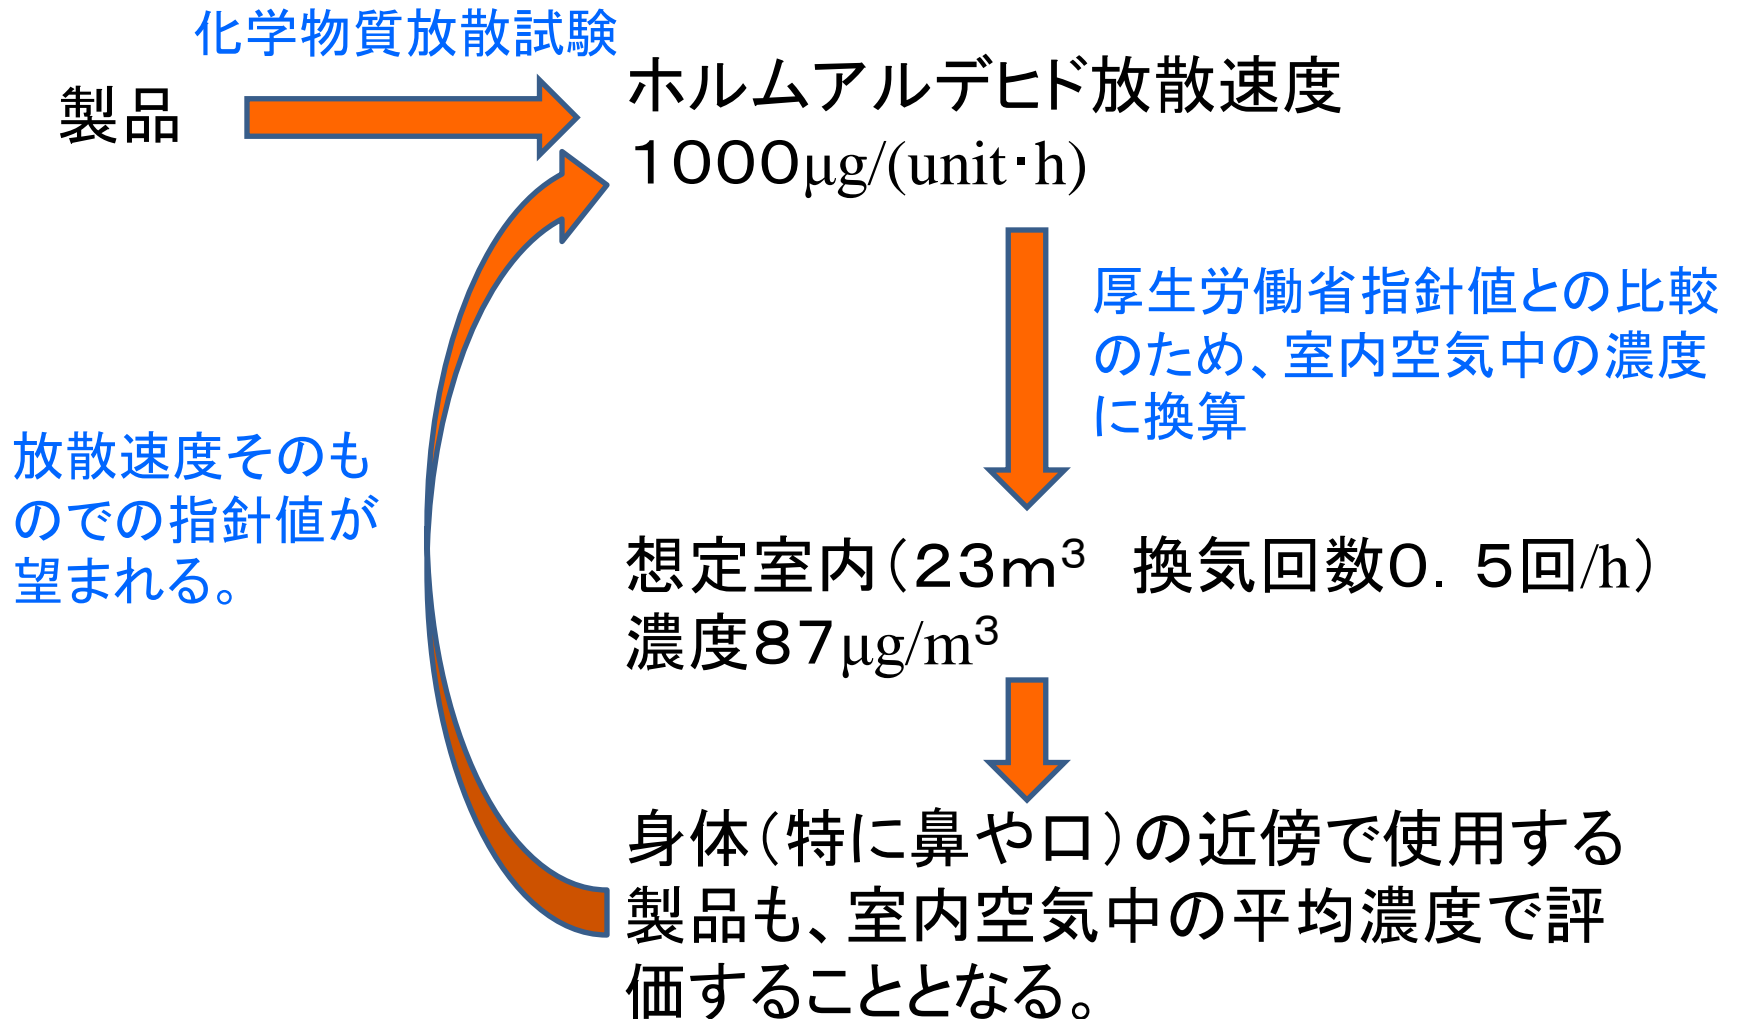 化学物質放散試験
製品
ホルムアルデヒド放散速度
1000μg/(unit・h)
厚生労働省指針値との比較
のため、室内空気中の濃度
に換算
放散速度そのも
のでの指針値が
望まれる。
想定室内(23m³ 換気回数0.5回/h)
濃度87μg/m³
身体(特に鼻や口)の近傍で使用する
製品も、室内空気中の平均濃度で評
価することとなる。